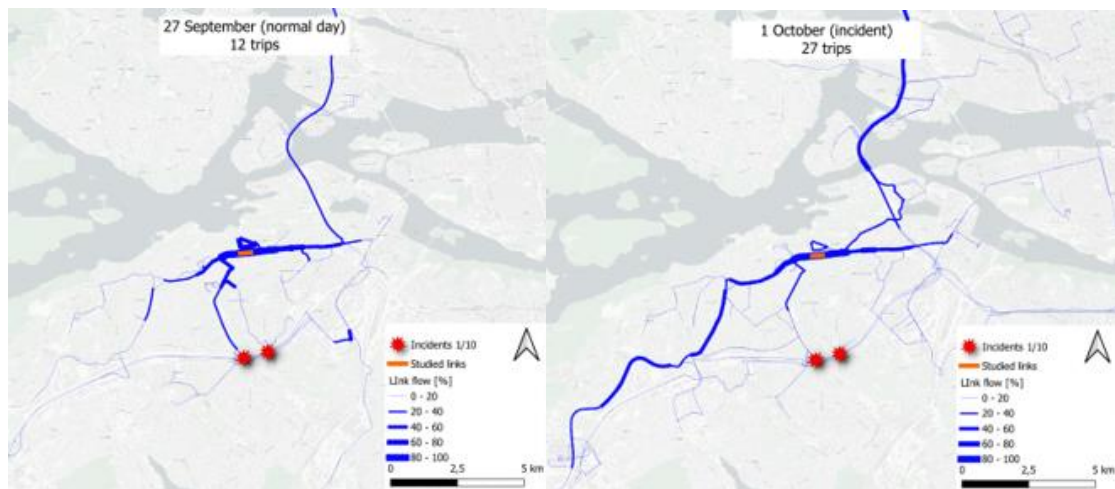 27 September (normal day)
12 trips
Incidents 1/10
Studied links
LInk flow [%]
0 - 20
20 - 40
40 - 60
60 - 80
80 - 100
0 2,5 5 km
1 October (incident)
27 trips
Incidents 1/10
Studied links
LInk flow [%]
0 - 20
20 - 40
40 - 60
60 - 80
80 - 100
0 2,5 5 km